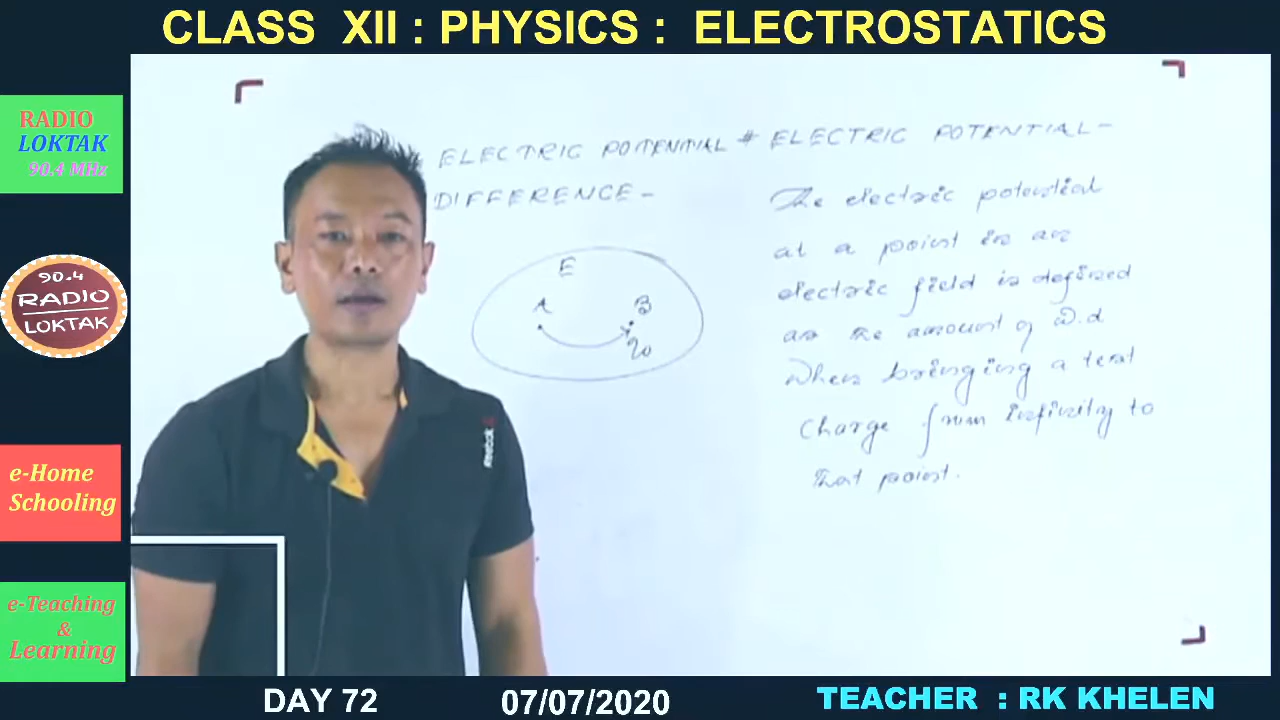 CLASS XII : PHYSICS : ELECTROSTATICS
RADIO
LOKTAK
90.4 MHz
90.4
RADIO
LOKTAK
e-Home
Schooling
e-Teaching
&
Learning
ELECTRIC POTENTIAL
DIFFERENCE -
E
A
B
q0
# ELECTRIC POTENTIAL -
The electric potential
at a point in an
electric field is defined
as the amount of W.d
when bringing a test
charge from infinity to
that point.
Reebok
DAY 72
07/07/2020
TEACHER : RK KHELEN